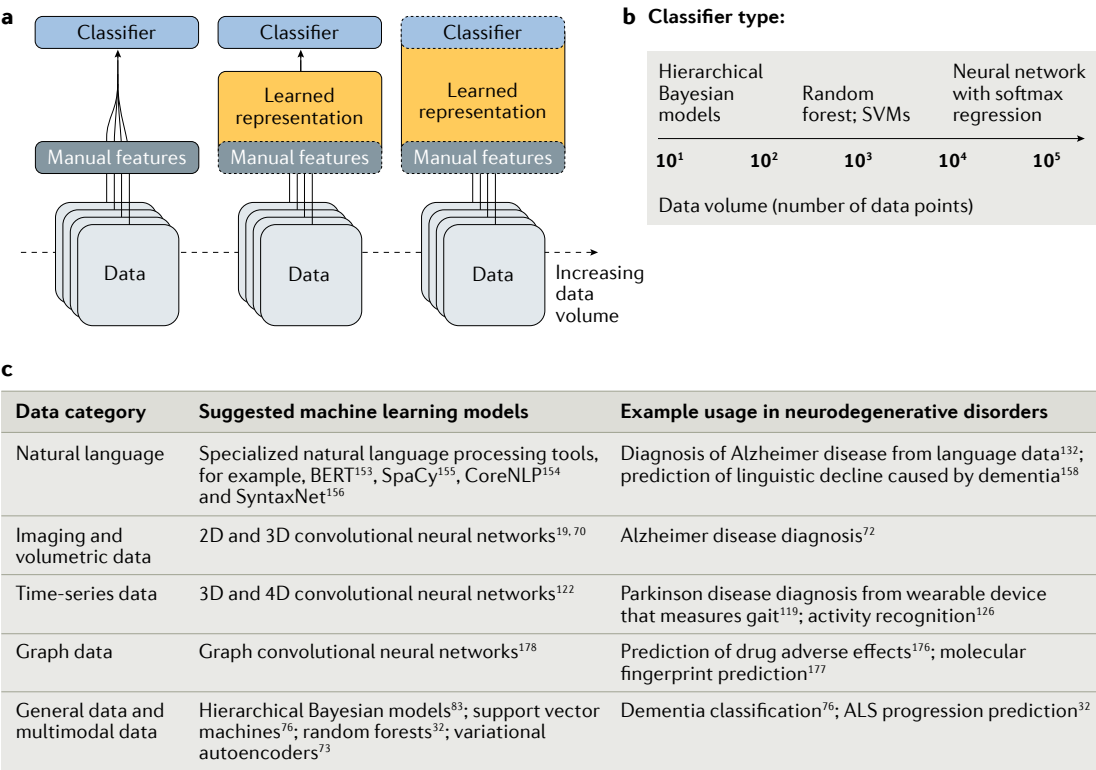 a
Classifier
Classifier
Classifier
Learned
representation
Learned
representation
Manual features
Manual features
Manual features
Data
Data
Data
Increasing
data
volume
b Classifier type:
Hierarchical
Bayesian
models
Random
forest; SVMs
Neural network
with softmax
regression
10¹ 10² 10³ 10⁴ 10⁵
Data volume (number of data points)
c
Data category Suggested machine learning models Example usage in neurodegenerative disorders
Natural language
Specialized natural language processing tools,
for example, BERT¹⁵³, SpaCy¹⁵⁵, CoreNLP¹⁵⁴
and SyntaxNet¹⁵⁶
Diagnosis of Alzheimer disease from language data¹³²;
prediction of linguistic decline caused by dementia¹⁵⁸
Imaging and
volumetric data
2D and 3D convolutional neural networks¹⁹,⁷⁰
Alzheimer disease diagnosis⁷²
Time-series data
3D and 4D convolutional neural networks¹²²
Parkinson disease diagnosis from wearable device
that measures gait¹¹⁹; activity recognition¹²⁶
Graph data
Graph convolutional neural networks¹⁷⁸
Prediction of drug adverse effects¹⁷⁶; molecular
fingerprint prediction¹⁷⁷
General data and
multimodal data
Hierarchical Bayesian models⁸³; support vector
machines⁷⁶; random forests³²; variational
autoencoders⁷³
Dementia classification⁷⁶; ALS progression prediction³²